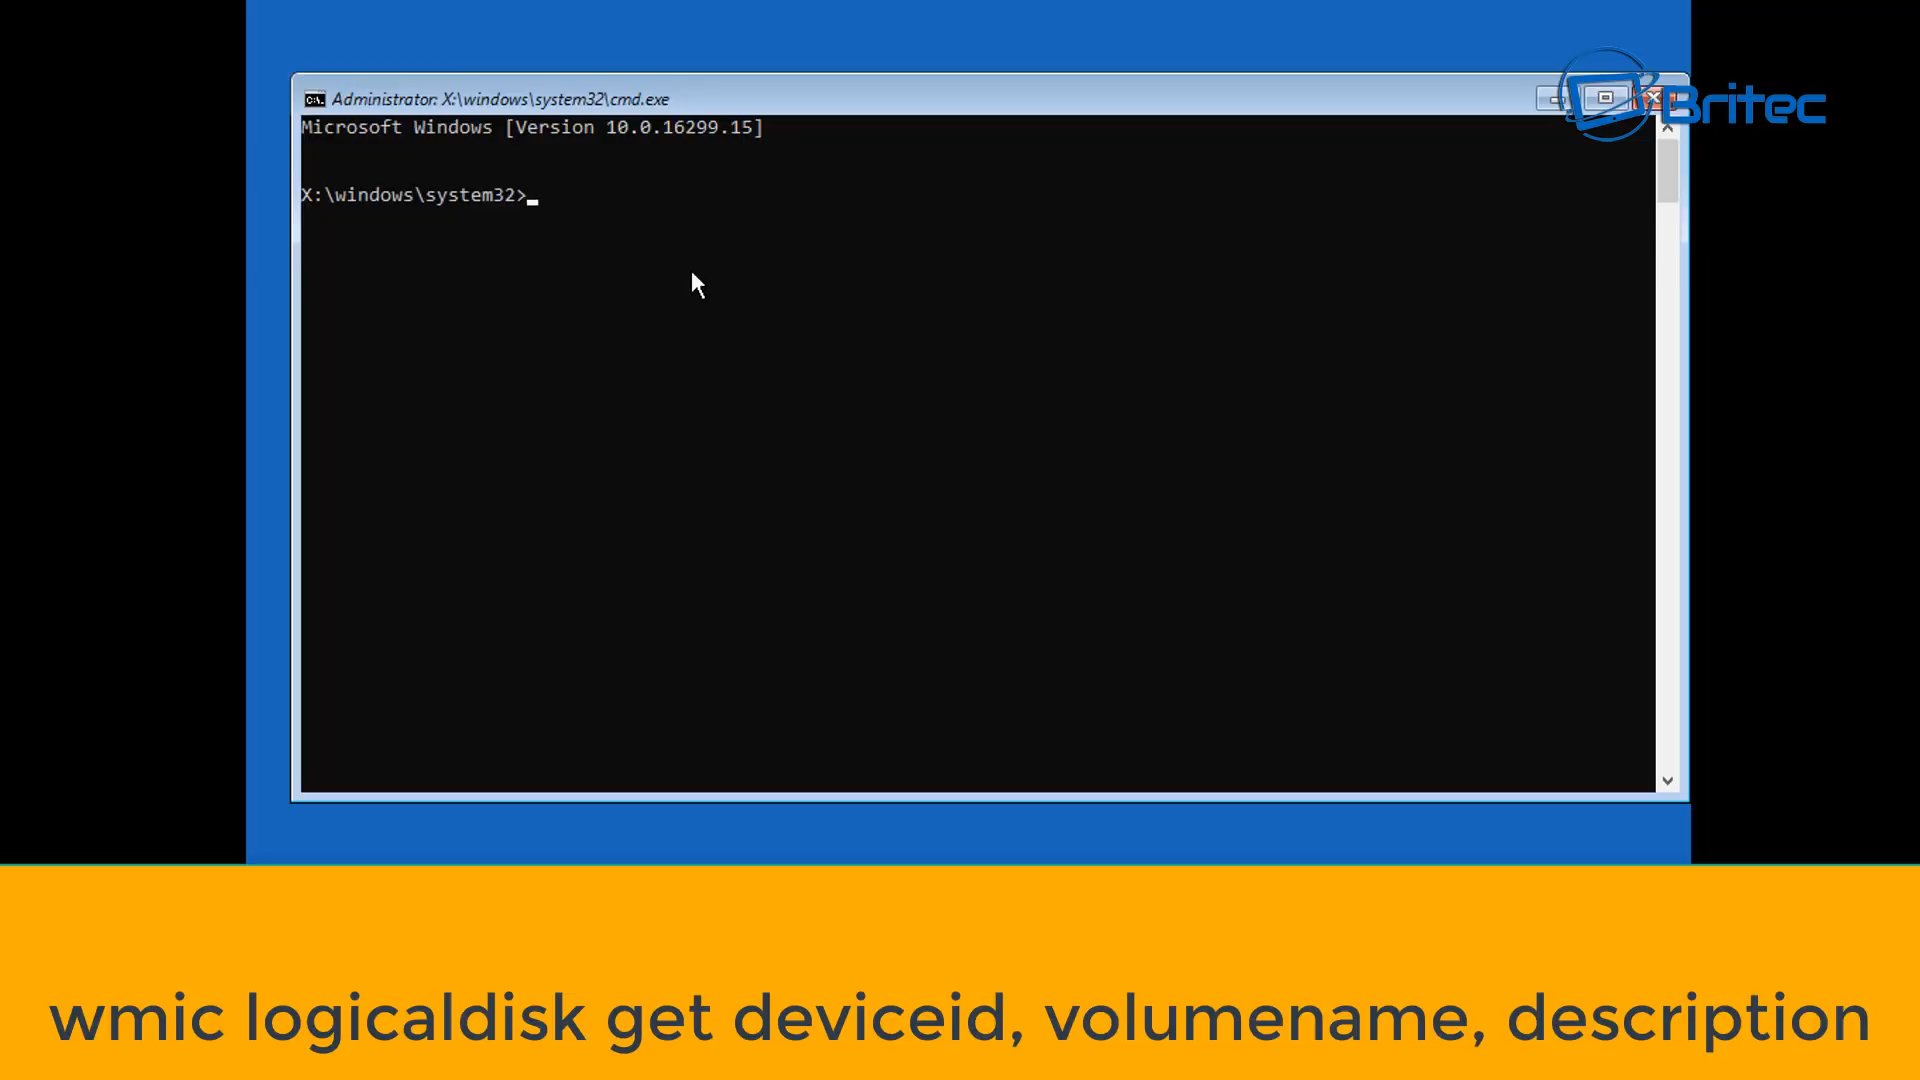 Britec
Administrator: X:\windows\system32\cmd.exe
Microsoft Windows [Version 10.0.16299.15]
X:\windows\system32>
wmic logicaldisk get deviceid, volumename, description